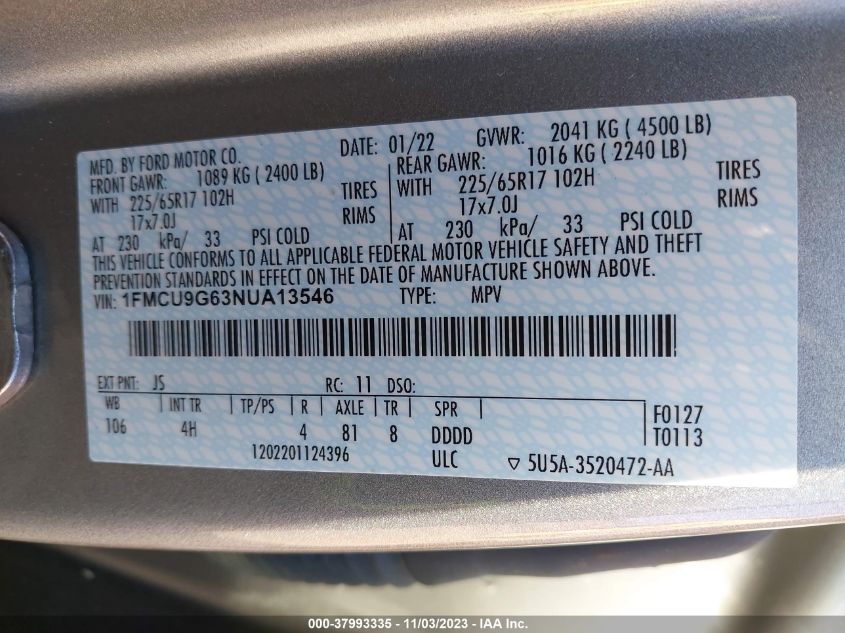 MFD. BY FORD MOTOR CO.
DATE: 01/22 GVWR: 2041 KG ( 4500 LB)
FRONT GAWR: 1089 KG ( 2400 LB)
REAR GAWR: 1016 KG ( 2240 LB)
WITH 225/65R17 102H TIRES
WITH 225/65R17 102H TIRES
17x7.0J RIMS
17x7.0J RIMS
AT 230 kPa/ 33 PSI COLD
AT 230 kPa/ 33 PSI COLD
THIS VEHICLE CONFORMS TO ALL APPLICABLE FEDERAL MOTOR VEHICLE SAFETY AND THEFT
PREVENTION STANDARDS IN EFFECT ON THE DATE OF MANUFACTURE SHOWN ABOVE.
VIN: 1FMCU9G63NUA13546 TYPE: MPV
EXT PNT: JS RC: 11 DSO:
WB INT TR TP/PS R AXLE TR SPR
106 4H 4 81 8 DDDD
F0127
T0113
1202201124396 ULC ▽ 5U5A-3520472-AA
000-37993335 - 11/03/2023 - IAA Inc.